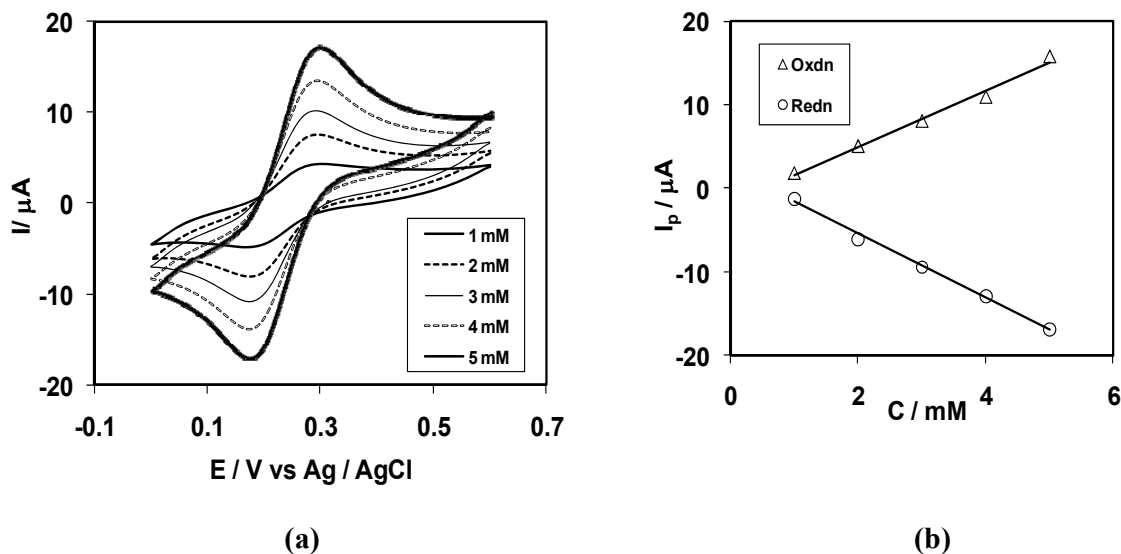 20
10
0
-10
-20
I/ µA
-0.1
0.1
0.3
0.5
0.7
E / V vs Ag / AgCl
1 mM
2 mM
3 mM
4 mM
5 mM
(a)
20
10
0
-10
-20
Iₚ / µA
0
2
4
6
C / mM
Oxdn
Redn
(b)